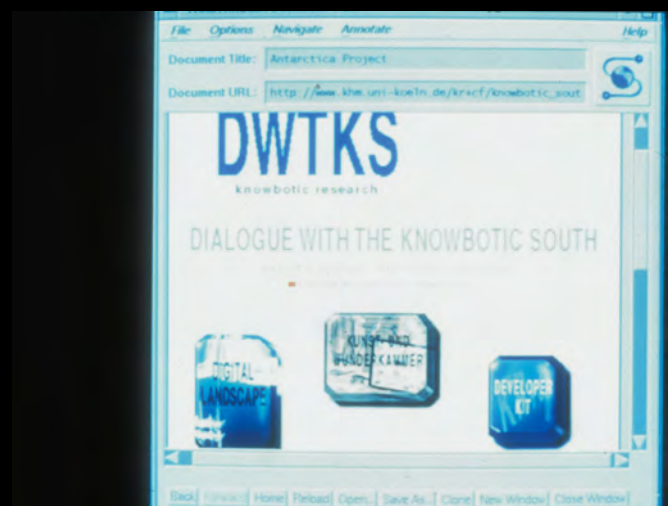 File Options Navigate Annotate Help
Document Title: Antarctica Project
Document URL: http://www.khm.uni-koeln.de/krcf/knowbotic_sout
DWTKS
knowbotic research
DIALOGUE WITH THE KNOWBOTIC SOUTH
KUNST- UND
WUNDERKAMMER
DIGITAL
LANDSCAPE
DEVELOPER
KIT
Back Forward Home Reload Open... Save As... Clone New Window Close Window